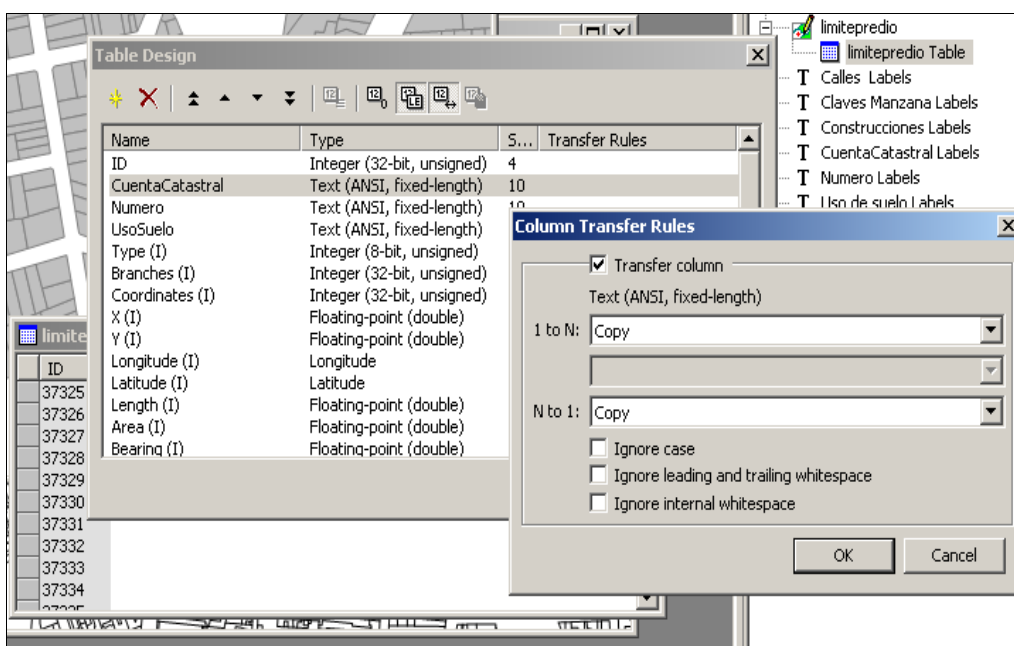 limitepredio
limitepredio Table
T Calles Labels
T Claves Manzana Labels
T Construcciones Labels
T CuentaCatastral Labels
T Numero Labels
T Uso de suelo Labels
Table Design
Name Type S... Transfer Rules
ID Integer (32-bit, unsigned) 4
CuentaCatastral Text (ANSI, fixed-length) 10
Numero Text (ANSI, fixed-length) 10
UsoSuelo Text (ANSI, fixed-length)
Type (I) Integer (8-bit, unsigned)
Branches (I) Integer (32-bit, unsigned)
Coordinates (I) Integer (32-bit, unsigned)
X (I) Floating-point (double)
Y (I) Floating-point (double)
Longitude (I) Longitude
Latitude (I) Latitude
Length (I) Floating-point (double)
Area (I) Floating-point (double)
Bearing (I) Floating-point (double)
Column Transfer Rules
Transfer column
Text (ANSI, fixed-length)
1 to N: Copy
N to 1: Copy
Ignore case
Ignore leading and trailing whitespace
Ignore internal whitespace
OK Cancel
limite
ID
37325
37326
37327
37328
37329
37330
37331
37332
37333
37334